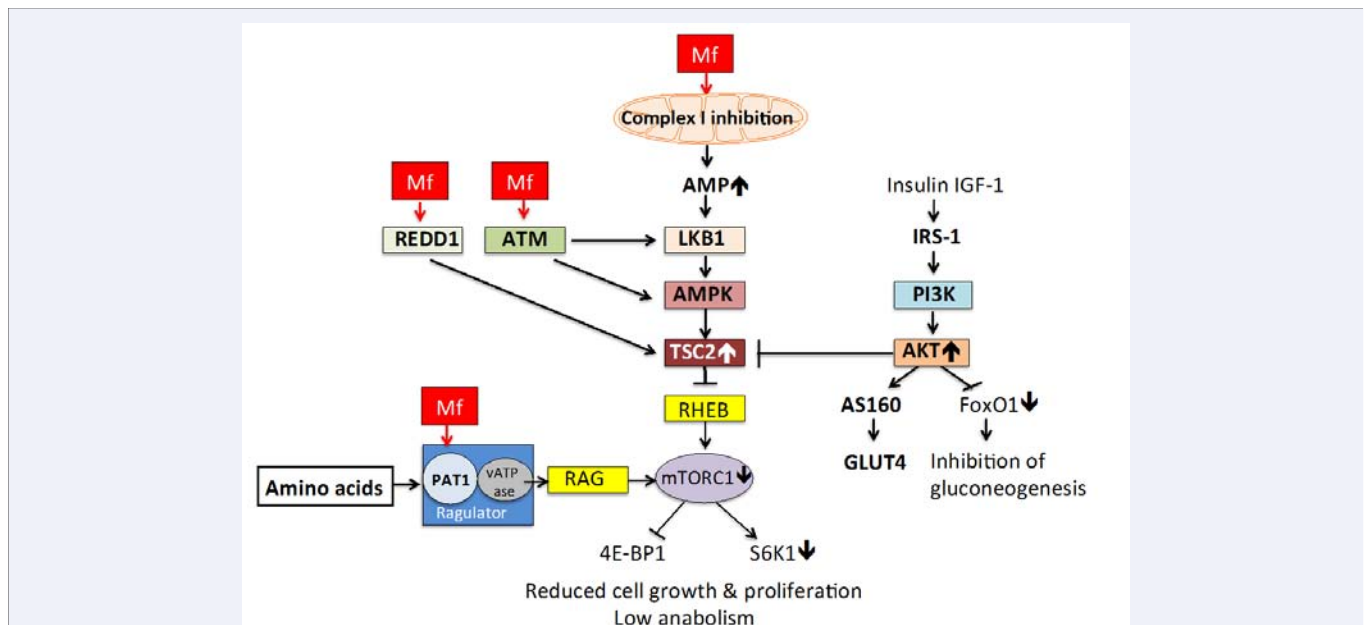 Mf
Complex I inhibition
Mf
Mf
AMP
Insulin IGF-1
REDD1
ATM
LKB1
IRS-1
AMPK
PI3K
TSC2
AKT
Mf
RHEB
AS160
FoxO1
Amino acids
PAT1
vATP
ase
Ragulator
RAG
mTORC1
GLUT4
Inhibition of
gluconeogenesis
4E-BP1
S6K1
Reduced cell growth & proliferation
Low anabolism